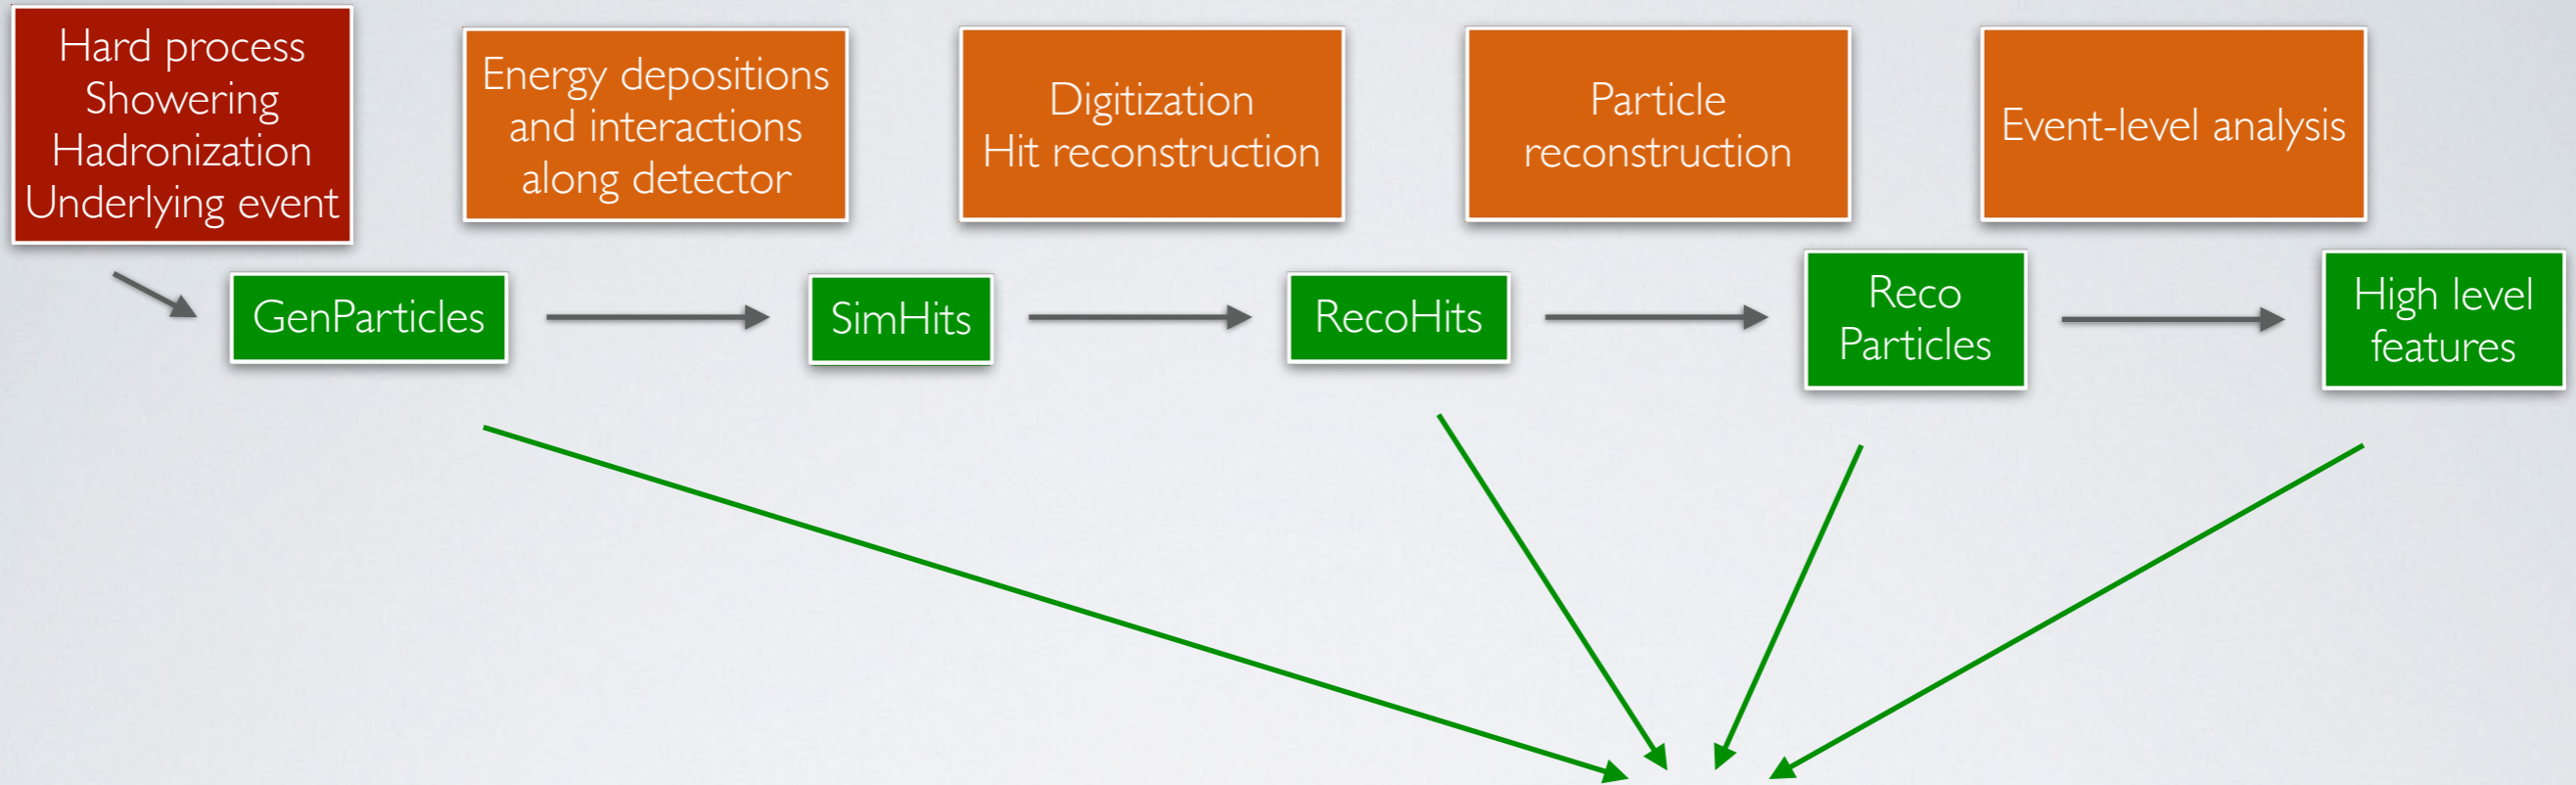 Hard process
Showering
Hadronization
Underlying event
Energy depositions
and interactions
along detector
Digitization
Hit reconstruction
Particle
reconstruction
Event-level analysis
GenParticles
SimHits
RecoHits
Reco
Particles
High level
features